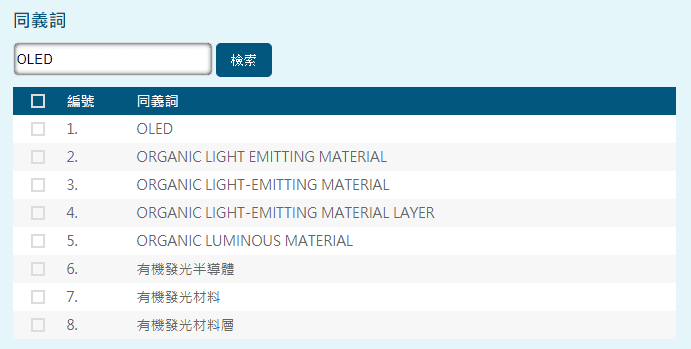 同義詞
OLED 檢索
編號 同義詞
1. OLED
2. ORGANIC LIGHT EMITTING MATERIAL
3. ORGANIC LIGHT-EMITTING MATERIAL
4. ORGANIC LIGHT-EMITTING MATERIAL LAYER
5. ORGANIC LUMINOUS MATERIAL
6. 有機發光半導體
7. 有機發光材料
8. 有機發光材料層